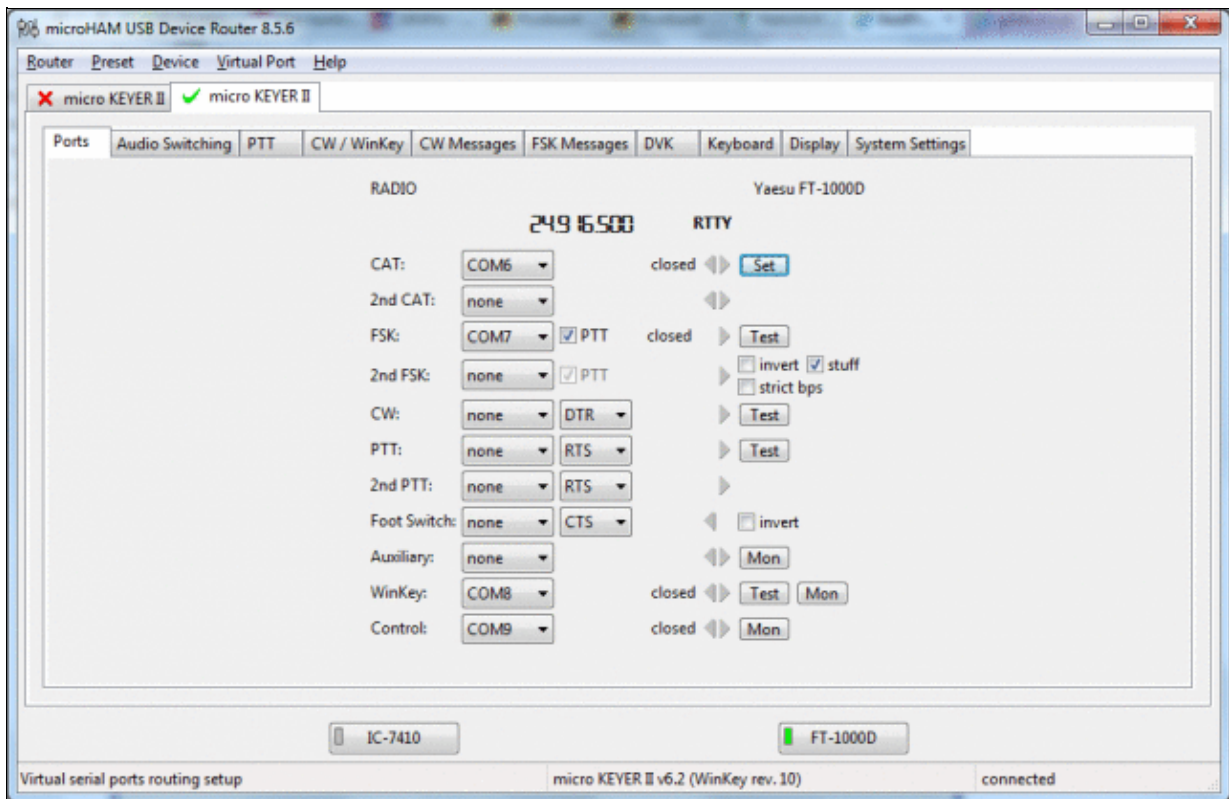 microHAM USB Device Router 8.5.6
Router Preset Device Virtual Port Help
micro KEYER II micro KEYER II
Ports Audio Switching PTT CW / WinKey CW Messages FSK Messages DVK Keyboard Display System Settings
RADIO Yaesu FT-1000D
24.916.500 RTTY
CAT: COM6 closed Set
2nd CAT: none
FSK: COM7 PTT closed Test
2nd FSK: none PTT invert stuff
strict bps
CW: none DTR Test
PTT: none RTS Test
2nd PTT: none RTS
Foot Switch: none CTS invert
Auxiliary: none Mon
WinKey: COM8 closed Test Mon
Control: COM9 closed Mon
IC-7410 FT-1000D
Virtual serial ports routing setup micro KEYER II v6.2 (WinKey rev. 10) connected